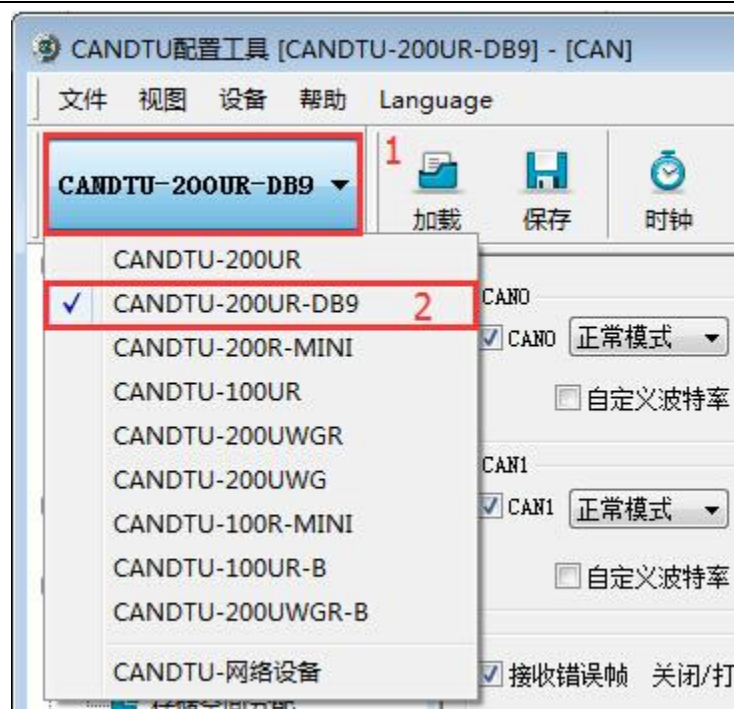 CANDTU配置工具 [CANDTU-200UR-DB9] - [CAN]
文件 视图 设备 帮助 Language
CANDTU-200UR-DB9 1
加载 保存 时钟
CANDTU-200UR
CANDTU-200UR-DB9 2
CANDTU-200R-MINI
CANDTU-100UR
CANDTU-200UWGR
CANDTU-200UWG
CANDTU-100R-MINI
CANDTU-100UR-B
CANDTU-200UWGR-B
CANDTU-网络设备
CAN0
CAN0 正常模式
自定义波特率
CAN1
CAN1 正常模式
自定义波特率
接收错误帧 关闭/打